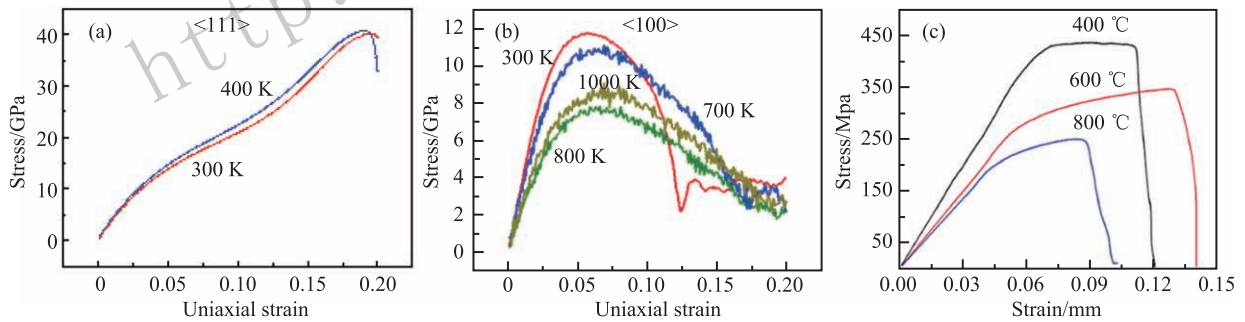 http:
(a)
<111>
400 K
300 K
40
30
20
10
0
0
0.05
0.10
0.15
0.20
Stress/GPa
Uniaxial strain
(b)
<100>
300 K
1000 K
700 K
800 K
12
10
8
6
4
2
0
0
0.05
0.10
0.15
0.20
Stress/GPa
Uniaxial strain
(c)
400 ℃
600 ℃
800 ℃
450
350
250
150
50
0.00
0.03
0.06
0.09
0.12
0.15
Stress/Mpa
Strain/mm